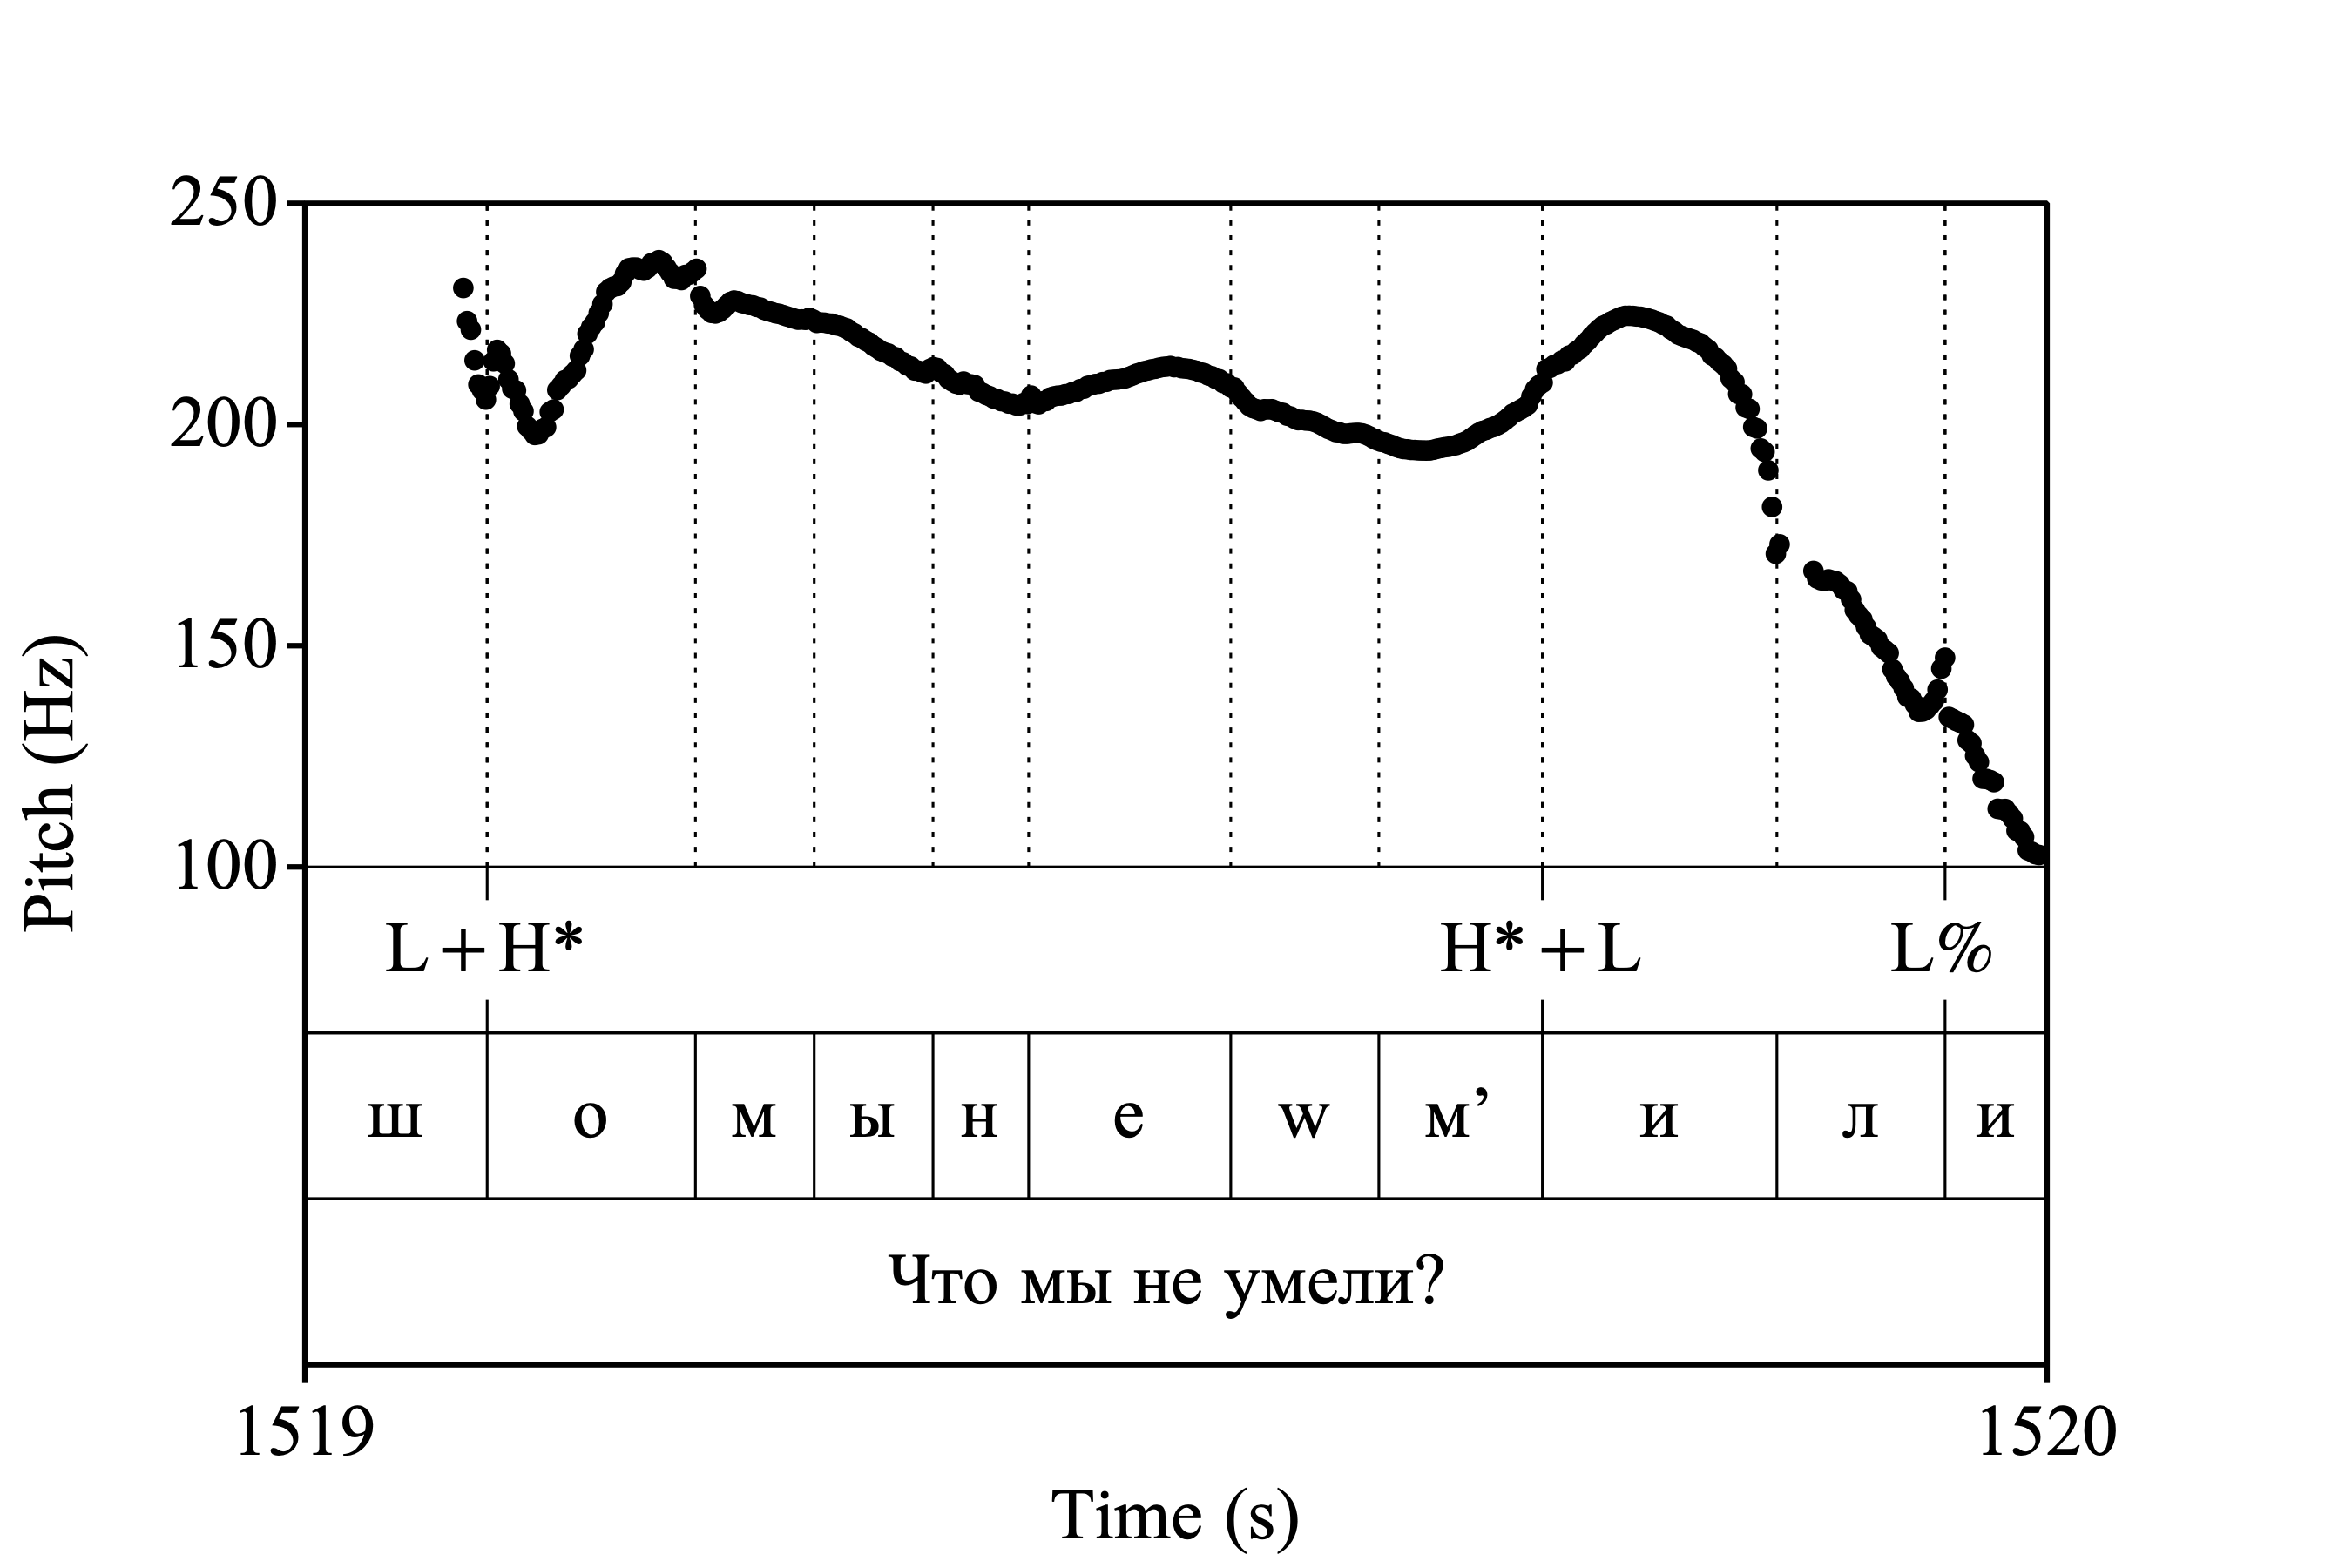 250
200
150
100
Pitch (Hz)
L+H* H*+L L%
ш о м ы н е w м’ и л и
Что мы не умели?
1519 1520
Time (s)